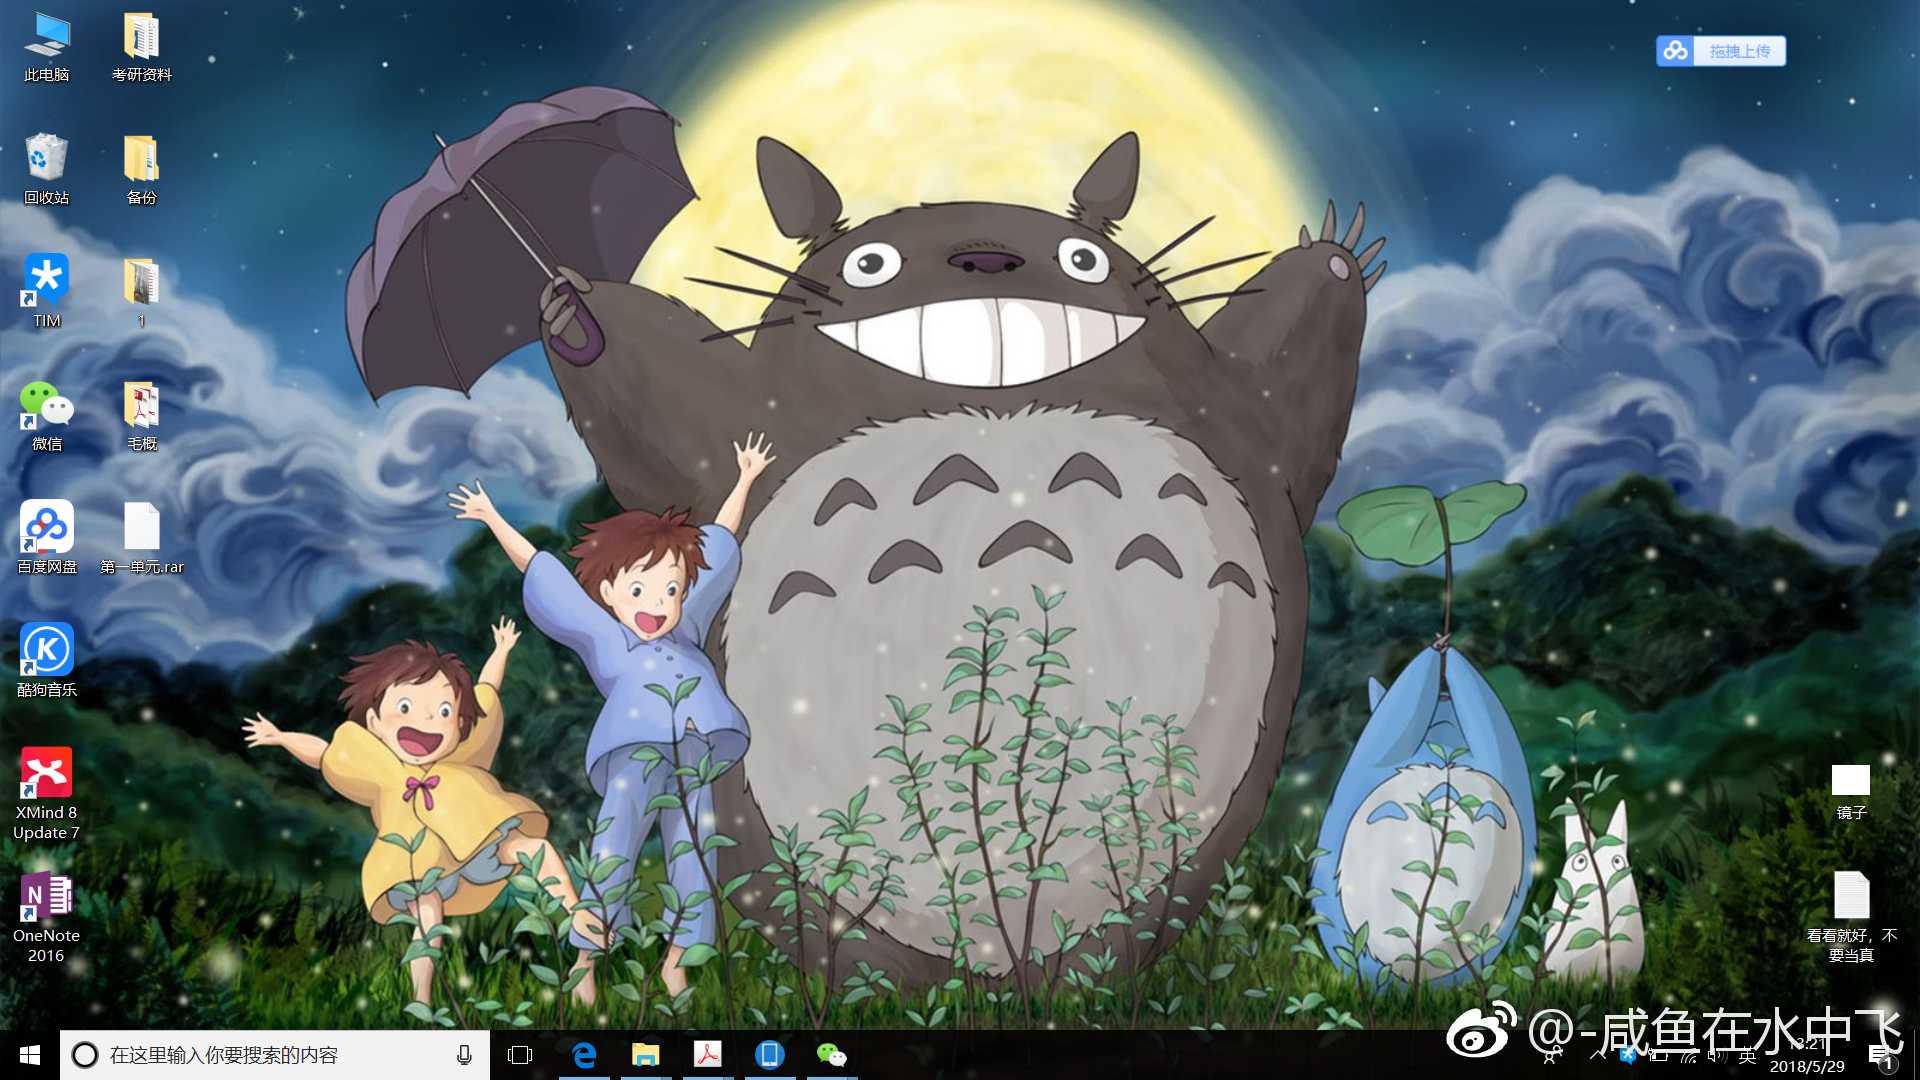 此电脑
考研资料
拖拽上传
回收站
备份
TIM
1
微信
毛概
百度网盘
第一单元.rar
酷狗音乐
XMind 8
Update 7
镜子
OneNote
2016
看看就好，不
要当真
@-咸鱼在水中飞
在这里输入你要搜索的内容
英
13:21
2018/5/29
1